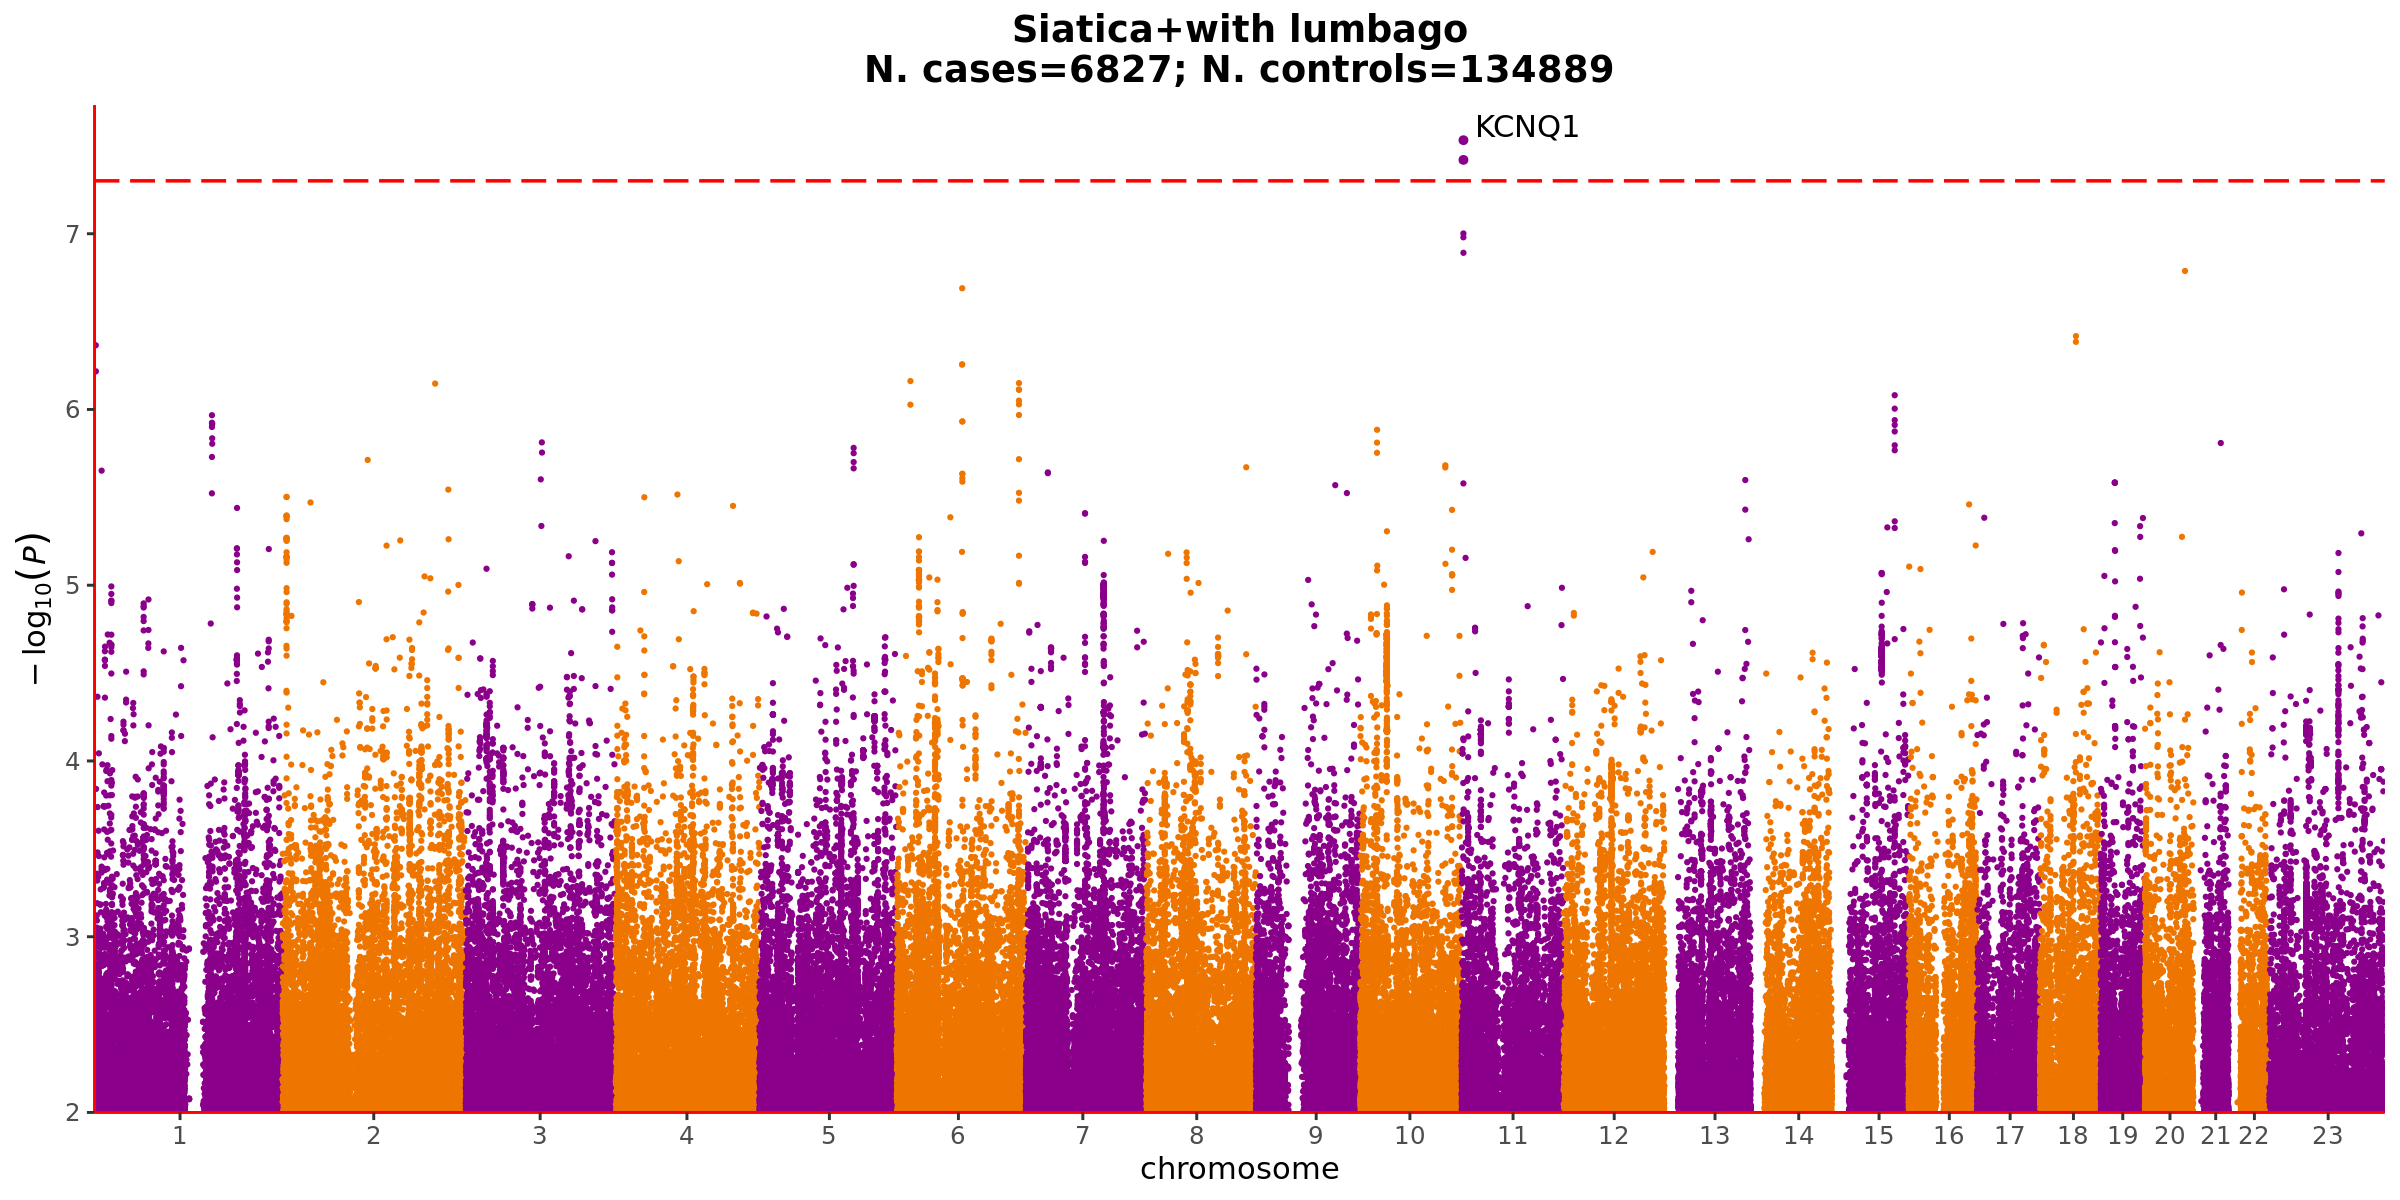 Siatica+with lumbago
N. cases=6827; N. controls=134889
KCNQ1
7
6
5
4
3
2
−log10(P)
1 2 3 4 5 6 7 8 9 10 11 12 13 14 15 16 17 18 19 20 21 22 23
chromosome